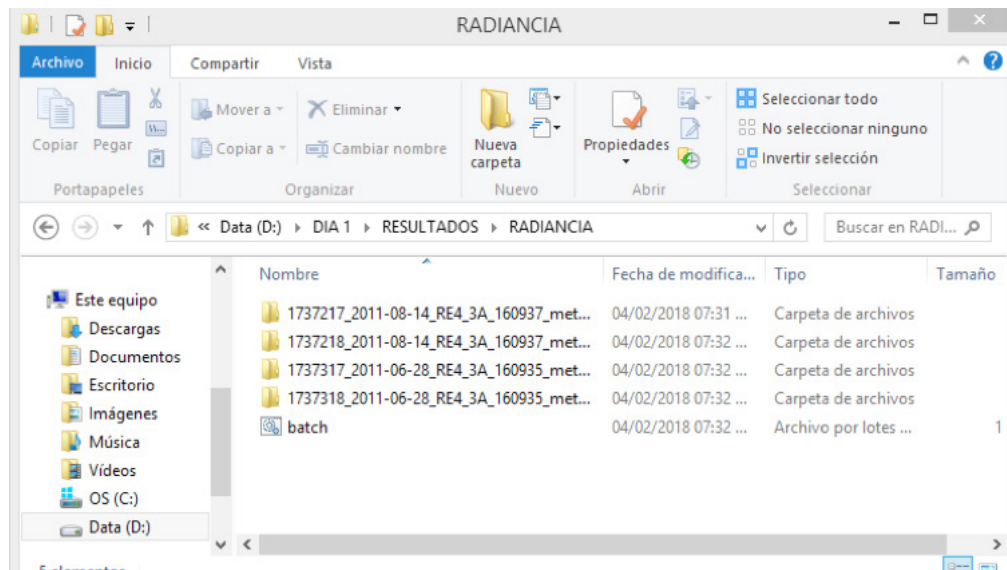 RADIANCIA
Archivo Inicio Compartir Vista
Copiar Pegar Mover a Copiar a Eliminar Cambiar nombre Nueva carpeta Propiedades Seleccionar todo No seleccionar ninguno Invertir selección
Portapapeles Organizar Nuevo Abrir Seleccionar
« Data (D:) DIA 1 RESULTADOS RADIANCIA Buscar en RADI...
Nombre Fecha de modifica... Tipo Tamaño
Este equipo
Descargas
Documentos
Escritorio
Imágenes
Música
Vídeos
OS (C:)
Data (D:)
1737217_2011-08-14_RE4_3A_160937_met... 04/02/2018 07:31 ... Carpeta de archivos
1737218_2011-08-14_RE4_3A_160937_met... 04/02/2018 07:32 ... Carpeta de archivos
1737317_2011-06-28_RE4_3A_160935_met... 04/02/2018 07:32 ... Carpeta de archivos
1737318_2011-06-28_RE4_3A_160935_met... 04/02/2018 07:32 ... Carpeta de archivos
batch 04/02/2018 07:32 ... Archivo por lotes ... 1